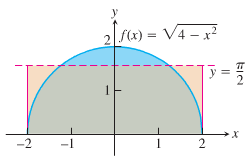 y
2
f(x) = √4 − x²
y = π/2
1
−2 −1 1 2 x